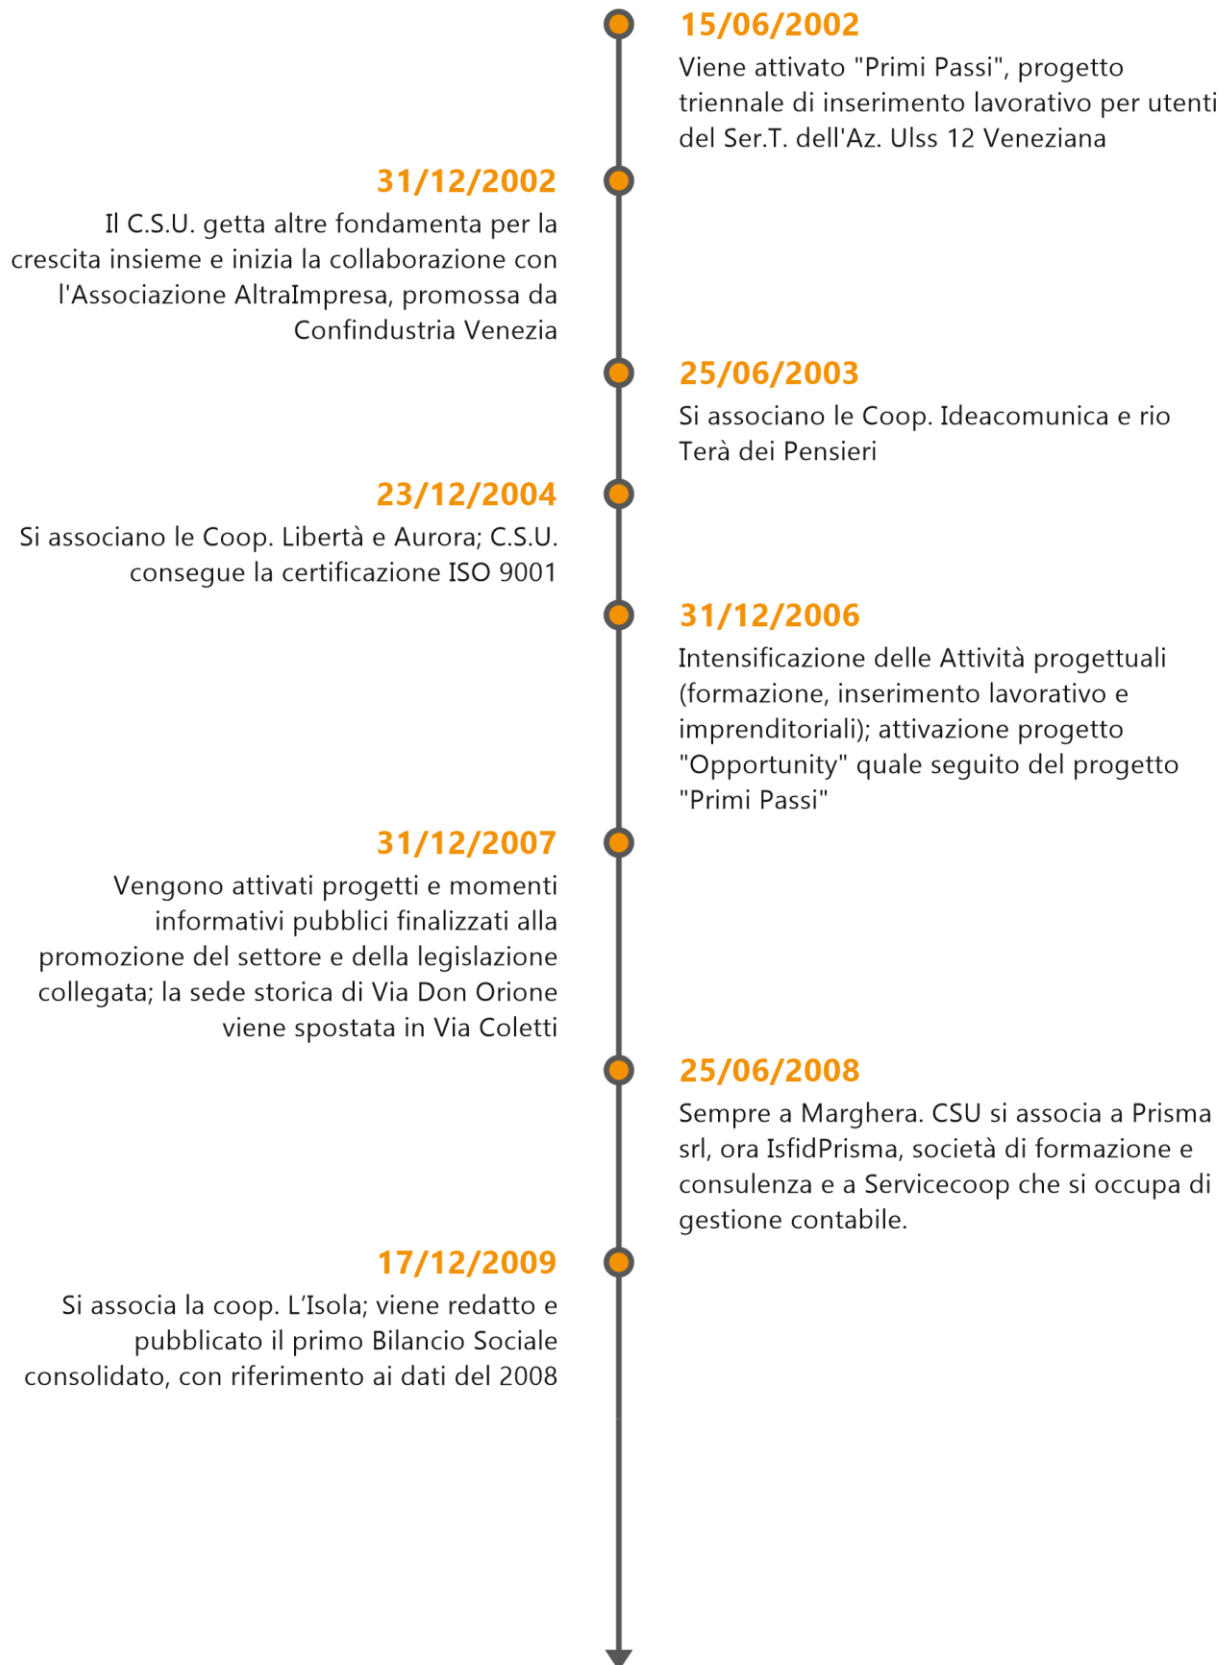 15/06/2002
Viene attivato "Primi Passi", progetto
triennale di inserimento lavorativo per utenti
del Ser.T. dell'Az. Ulss 12 Veneziana
31/12/2002
Il C.S.U. getta altre fondamenta per la
crescita insieme e inizia la collaborazione con
l'Associazione AltraImpresa, promossa da
Confindustria Venezia
25/06/2003
Si associano le Coop. Ideacomunica e rio
Terà dei Pensieri
23/12/2004
Si associano le Coop. Libertà e Aurora; C.S.U.
consegue la certificazione ISO 9001
31/12/2006
Intensificazione delle Attività progettuali
(formazione, inserimento lavorativo e
imprenditoriali); attivazione progetto
"Opportunity" quale seguito del progetto
"Primi Passi"
31/12/2007
Vengono attivati progetti e momenti
informativi pubblici finalizzati alla
promozione del settore e della legislazione
collegata; la sede storica di Via Don Orione
viene spostata in Via Coletti
25/06/2008
Sempre a Marghera. CSU si associa a Prisma
srl, ora IsfidPrisma, società di formazione e
consulenza e a Servicecoop che si occupa di
gestione contabile.
17/12/2009
Si associa la coop. L’Isola; viene redatto e
pubblicato il primo Bilancio Sociale
consolidato, con riferimento ai dati del 2008